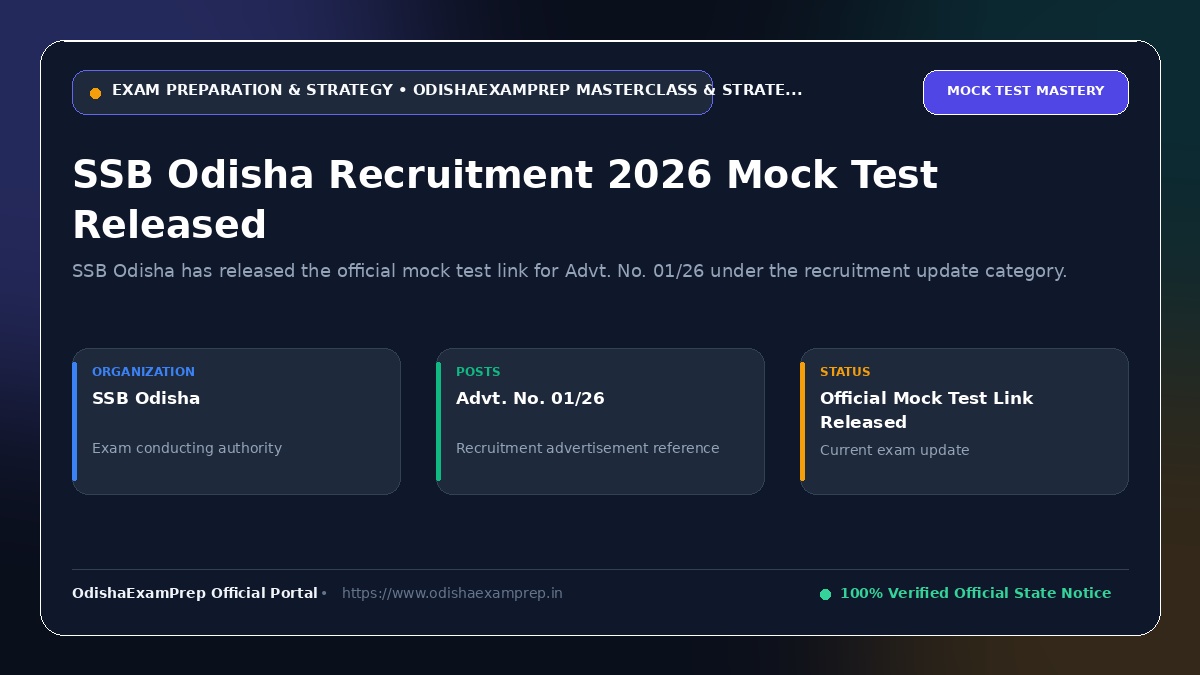 EXAM PREPARATION & STRATEGY • ODISHAEXAMPREP MASTERCLASS & STRATE...
MOCK TEST MASTERY
SSB Odisha Recruitment 2026 Mock Test
Released
SSB Odisha has released the official mock test link for Advt. No. 01/26 under the recruitment update category.
ORGANIZATION
SSB Odisha
Exam conducting authority
POSTS
Advt. No. 01/26
Recruitment advertisement reference
STATUS
Official Mock Test Link
Released
Current exam update
OdishaExamPrep Official Portal • https://www.odishaexamprep.in
100% Verified Official State Notice